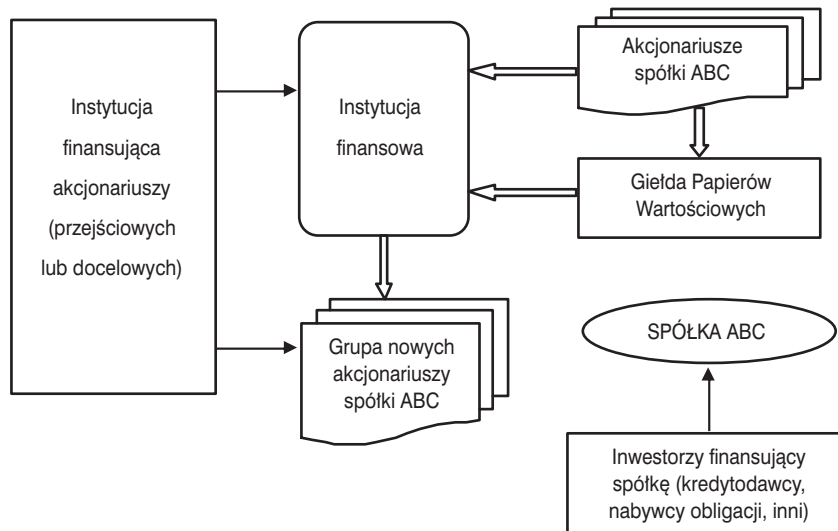 Instytucja
finansująca
akcjonariuszy
(przejściowych
lub docelowych)
Instytucja
finansowa
Akcjonariusze
spółki ABC
Giełda Papierów
Wartościowych
Grupa nowych
akcjonariuszy
spółki ABC
SPÓŁKA ABC
Inwestorzy finansujący
spółkę (kredytodawcy,
nabywcy obligacji, inni)